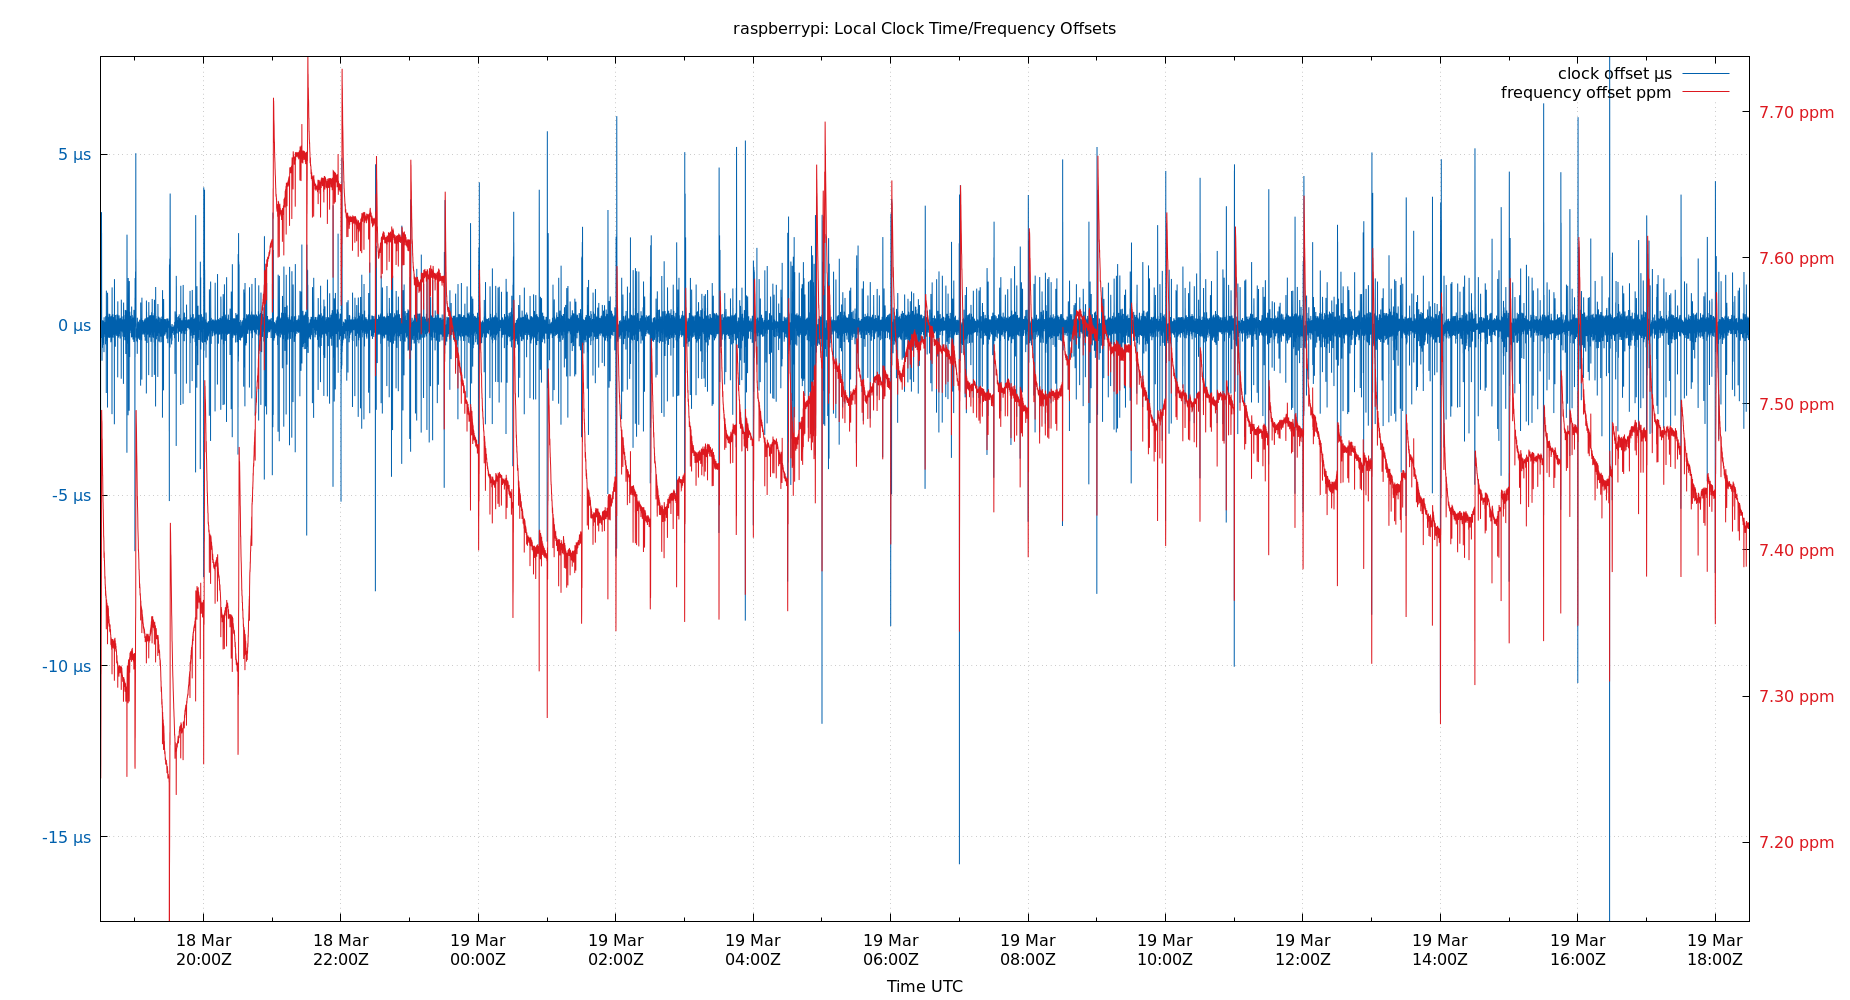 raspberrypi: Local Clock Time/Frequency Offsets
clock offset µs
frequency offset ppm
5 µs
0 µs
-5 µs
-10 µs
-15 µs
7.70 ppm
7.60 ppm
7.50 ppm
7.40 ppm
7.30 ppm
7.20 ppm
18 Mar 18 Mar 19 Mar 19 Mar 19 Mar 19 Mar 19 Mar 19 Mar 19 Mar 19 Mar 19 Mar 19 Mar
20:00Z 22:00Z 00:00Z 02:00Z 04:00Z 06:00Z 08:00Z 10:00Z 12:00Z 14:00Z 16:00Z 18:00Z
Time UTC